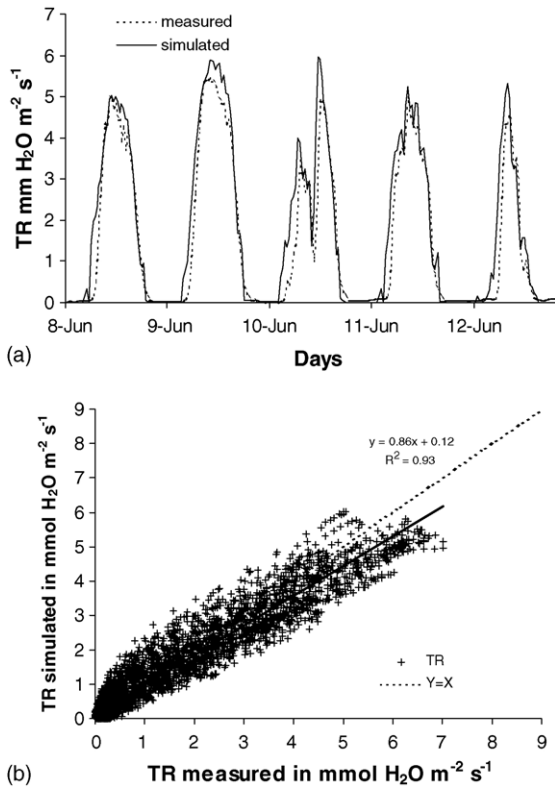 measured
simulated
7
6
5
4
3
2
1
0
TR mm H₂O m⁻² s⁻¹
8-Jun 9-Jun 10-Jun 11-Jun 12-Jun
Days
(a)
9
8
7
6
5
4
3
2
1
0
TR simulated in mmol H₂O m⁻² s⁻¹
y = 0.86x + 0.12
R² = 0.93
TR
Y=X
0 1 2 3 4 5 6 7 8 9
TR measured in mmol H₂O m⁻² s⁻¹
(b)